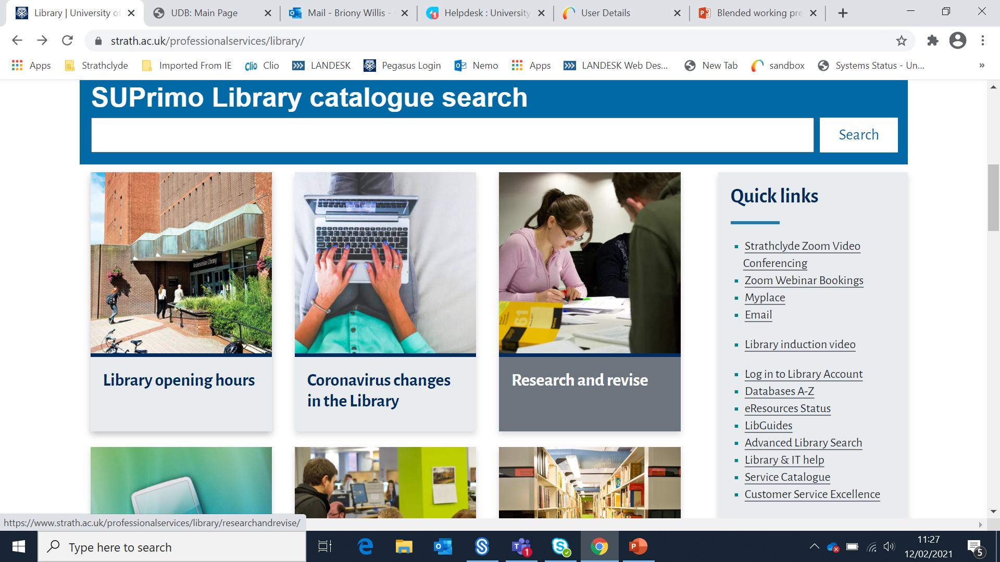 Library | University of
UDB: Main Page
Mail - Briony Willis -
Helpdesk : University
User Details
Blended working pre
strath.ac.uk/professionalservices/library/
Apps
Strathclyde
Imported From IE
Clio Clio
LANDESK
Pegasus Login
Nemo
Apps
LANDESK Web Des...
New Tab
sandbox
Systems Status - Un...
»
SUPrimo Library catalogue search
Search
Andersonian Library
61
Library opening hours
Coronavirus changes
in the Library
Research and revise
Quick links
Strathclyde Zoom Video
Conferencing
Zoom Webinar Bookings
Myplace
Email
Library induction video
Log in to Library Account
Databases A-Z
eResources Status
LibGuides
Advanced Library Search
Library & IT help
Service Catalogue
Customer Service Excellence
https://www.strath.ac.uk/professionalservices/library/researchandrevise/
Type here to search
1
11:27
12/02/2021
5